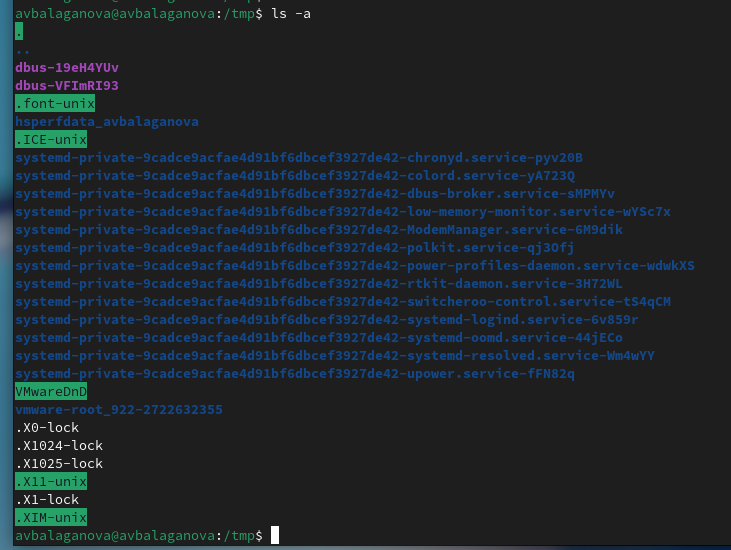 avbalaganova@avbalaganova:/tmp$ ls -a
.
..
dbus-19eH4YUv
dbus-VFImRI93
.font-unix
hsperfdata_avbalaganova
.ICE-unix
systemd-private-9cadce9acfae4d91bf6dbcef3927de42-chronyd.service-pyv20B
systemd-private-9cadce9acfae4d91bf6dbcef3927de42-colord.service-yA723Q
systemd-private-9cadce9acfae4d91bf6dbcef3927de42-dbus-broker.service-sMPMYv
systemd-private-9cadce9acfae4d91bf6dbcef3927de42-low-memory-monitor.service-wYSc7x
systemd-private-9cadce9acfae4d91bf6dbcef3927de42-ModemManager.service-6M9dik
systemd-private-9cadce9acfae4d91bf6dbcef3927de42-polkit.service-qj3Ofj
systemd-private-9cadce9acfae4d91bf6dbcef3927de42-power-profiles-daemon.service-wdwkXS
systemd-private-9cadce9acfae4d91bf6dbcef3927de42-rtkit-daemon.service-3H72WL
systemd-private-9cadce9acfae4d91bf6dbcef3927de42-switcheroo-control.service-tS4qCM
systemd-private-9cadce9acfae4d91bf6dbcef3927de42-systemd-logind.service-6v859r
systemd-private-9cadce9acfae4d91bf6dbcef3927de42-systemd-oomd.service-44jECo
systemd-private-9cadce9acfae4d91bf6dbcef3927de42-systemd-resolved.service-Wm4wYY
systemd-private-9cadce9acfae4d91bf6dbcef3927de42-upower.service-fFN82q
VMwareDnD
vmware-root_922-2722632355
.X0-lock
.X1024-lock
.X1025-lock
.X11-unix
.X1-lock
.XIM-unix
avbalaganova@avbalaganova:/tmp$